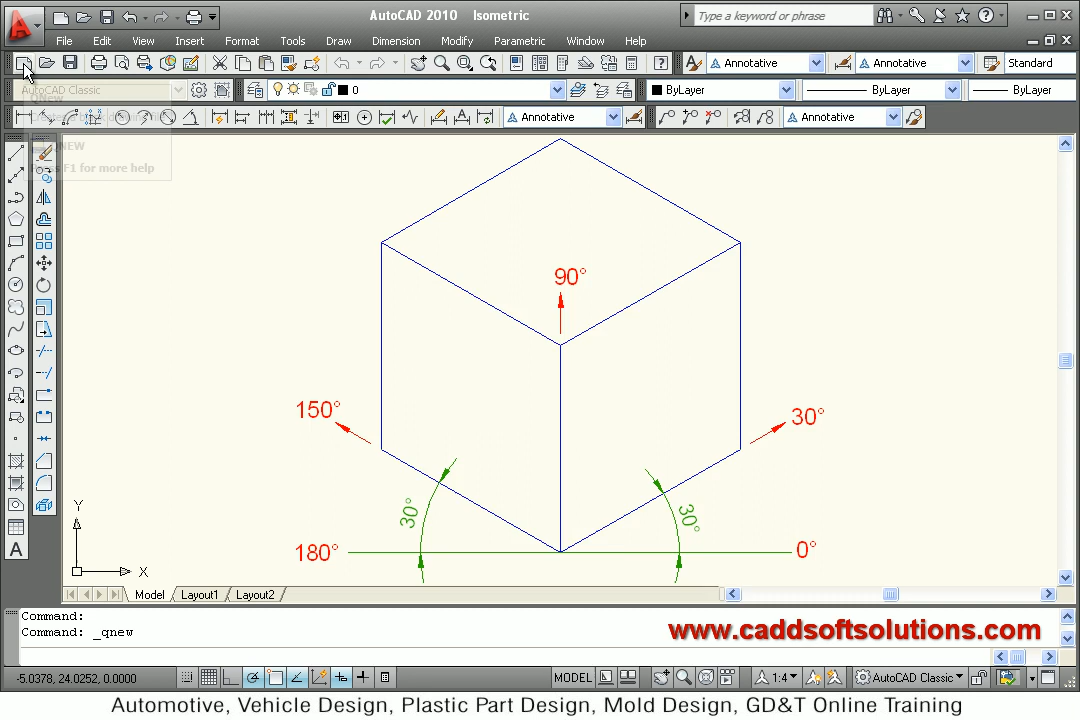 AutoCAD 2010 Isometric
Type a keyword or phrase
File Edit View Insert Format Tools Draw Dimension Modify Parametric Window Help
Annotative Annotative Standard
AutoCAD Classic 0 ByLayer ByLayer ByLayer
QNew
Annotative Annotative
QNEW
Press F1 for more help
90°
150°
30°
30°
30°
180°
0°
Y
X
Model Layout1 Layout2
Command:
Command: _qnew
www.caddsoftsolutions.com
-5.0378, 24.0252, 0.0000 MODEL 1:4 AutoCAD Classic
Automotive, Vehicle Design, Plastic Part Design, Mold Design, GD&T Online Training